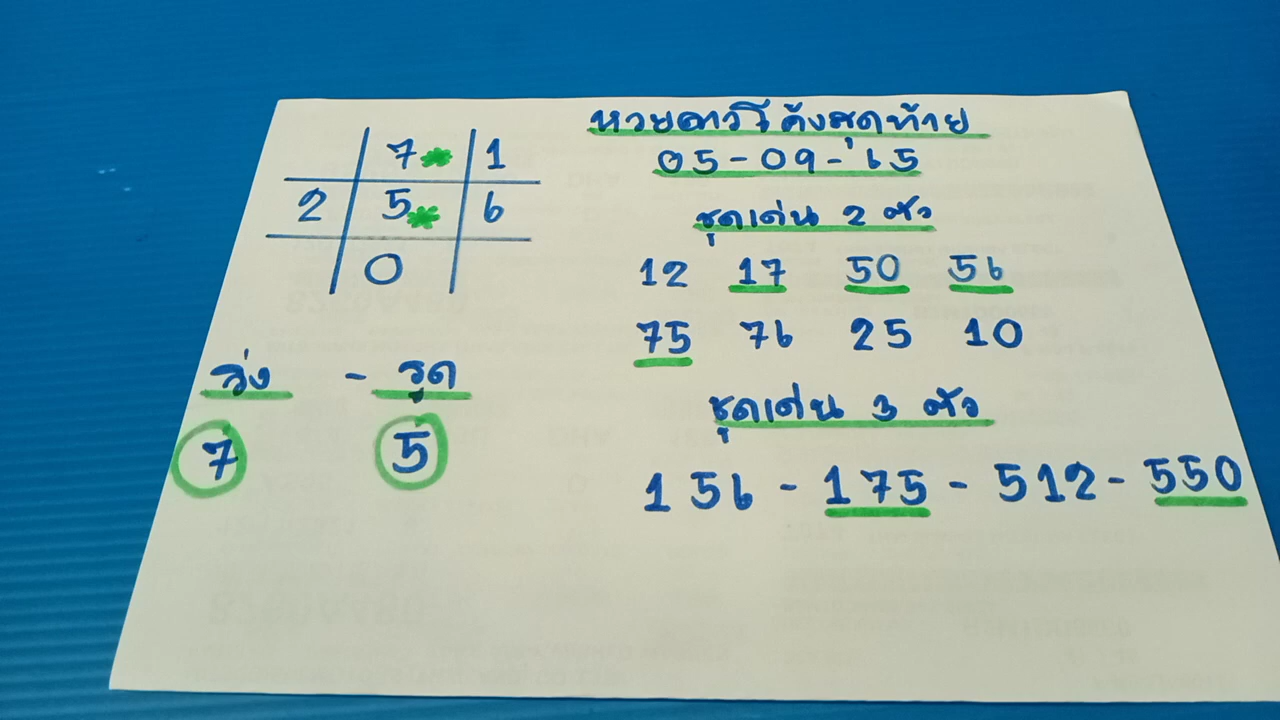 7 1
2 5 6
0
วิ่ง - รูด
7 5
หวยดาวโจ้งสุดท้าย
05-09-'65
ชุดเด่น 2 ตัว
12 17 50 56
75 76 25 10
ชุดเด่น 3 ตัว
156 - 175 - 512 - 550